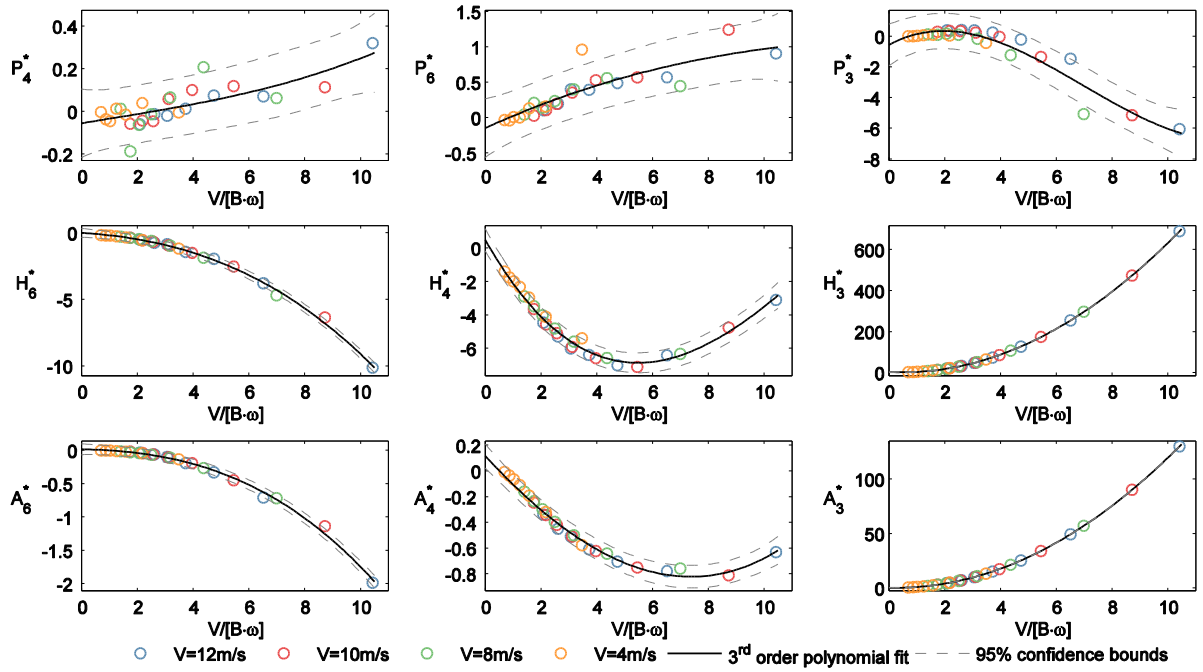 0.4
0.2
0
-0.2
P4*
0 2 4 6 8 10
V/[B·ω]
1.5
1
0.5
0
0.5
P6*
0 2 4 6 8 10
V/[B·ω]
0
-2
-4
-6
-8
P3*
0 2 4 6 8 10
V/[B·ω]
0
-5
-10
H6*
0 2 4 6 8 10
V/[B·ω]
0
-2
-4
-6
H4*
0 2 4 6 8 10
V/[B·ω]
600
400
200
0
H3*
0 2 4 6 8 10
V/[B·ω]
0
-0.5
-1
-1.5
-2
A6*
0 2 4 6 8 10
V/[B·ω]
0.2
0
-0.2
-0.4
-0.6
-0.8
A4*
0 2 4 6 8 10
V/[B·ω]
100
50
0
A3*
0 2 4 6 8 10
V/[B·ω]
V=12m/s V=10m/s V=8m/s V=4m/s 3rd order polynomial fit 95% confidence bounds